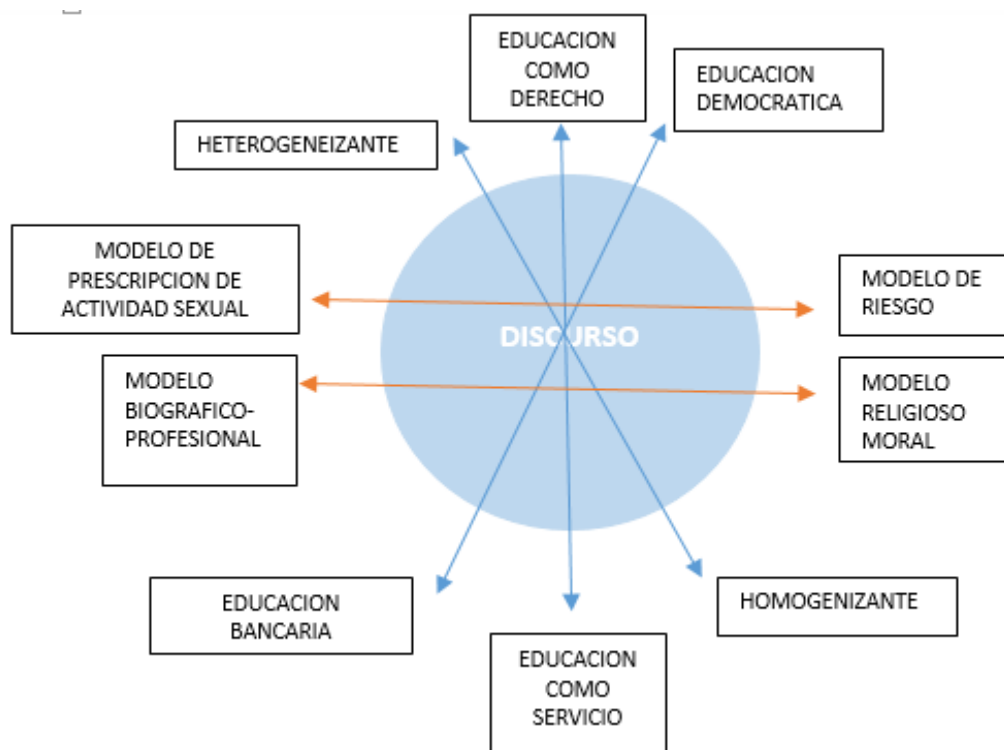 EDUCACION
COMO
DERECHO
EDUCACION
DEMOCRATICA
HETEROGENEIZANTE
MODELO DE
PRESCRIPCION DE
ACTIVIDAD SEXUAL
MODELO DE
RIESGO
DISCURSO
MODELO
BIOGRAFICO-
PROFESIONAL
MODELO
RELIGIOSO
MORAL
EDUCACION
BANCARIA
HOMOGENIZANTE
EDUCACION
COMO
SERVICIO